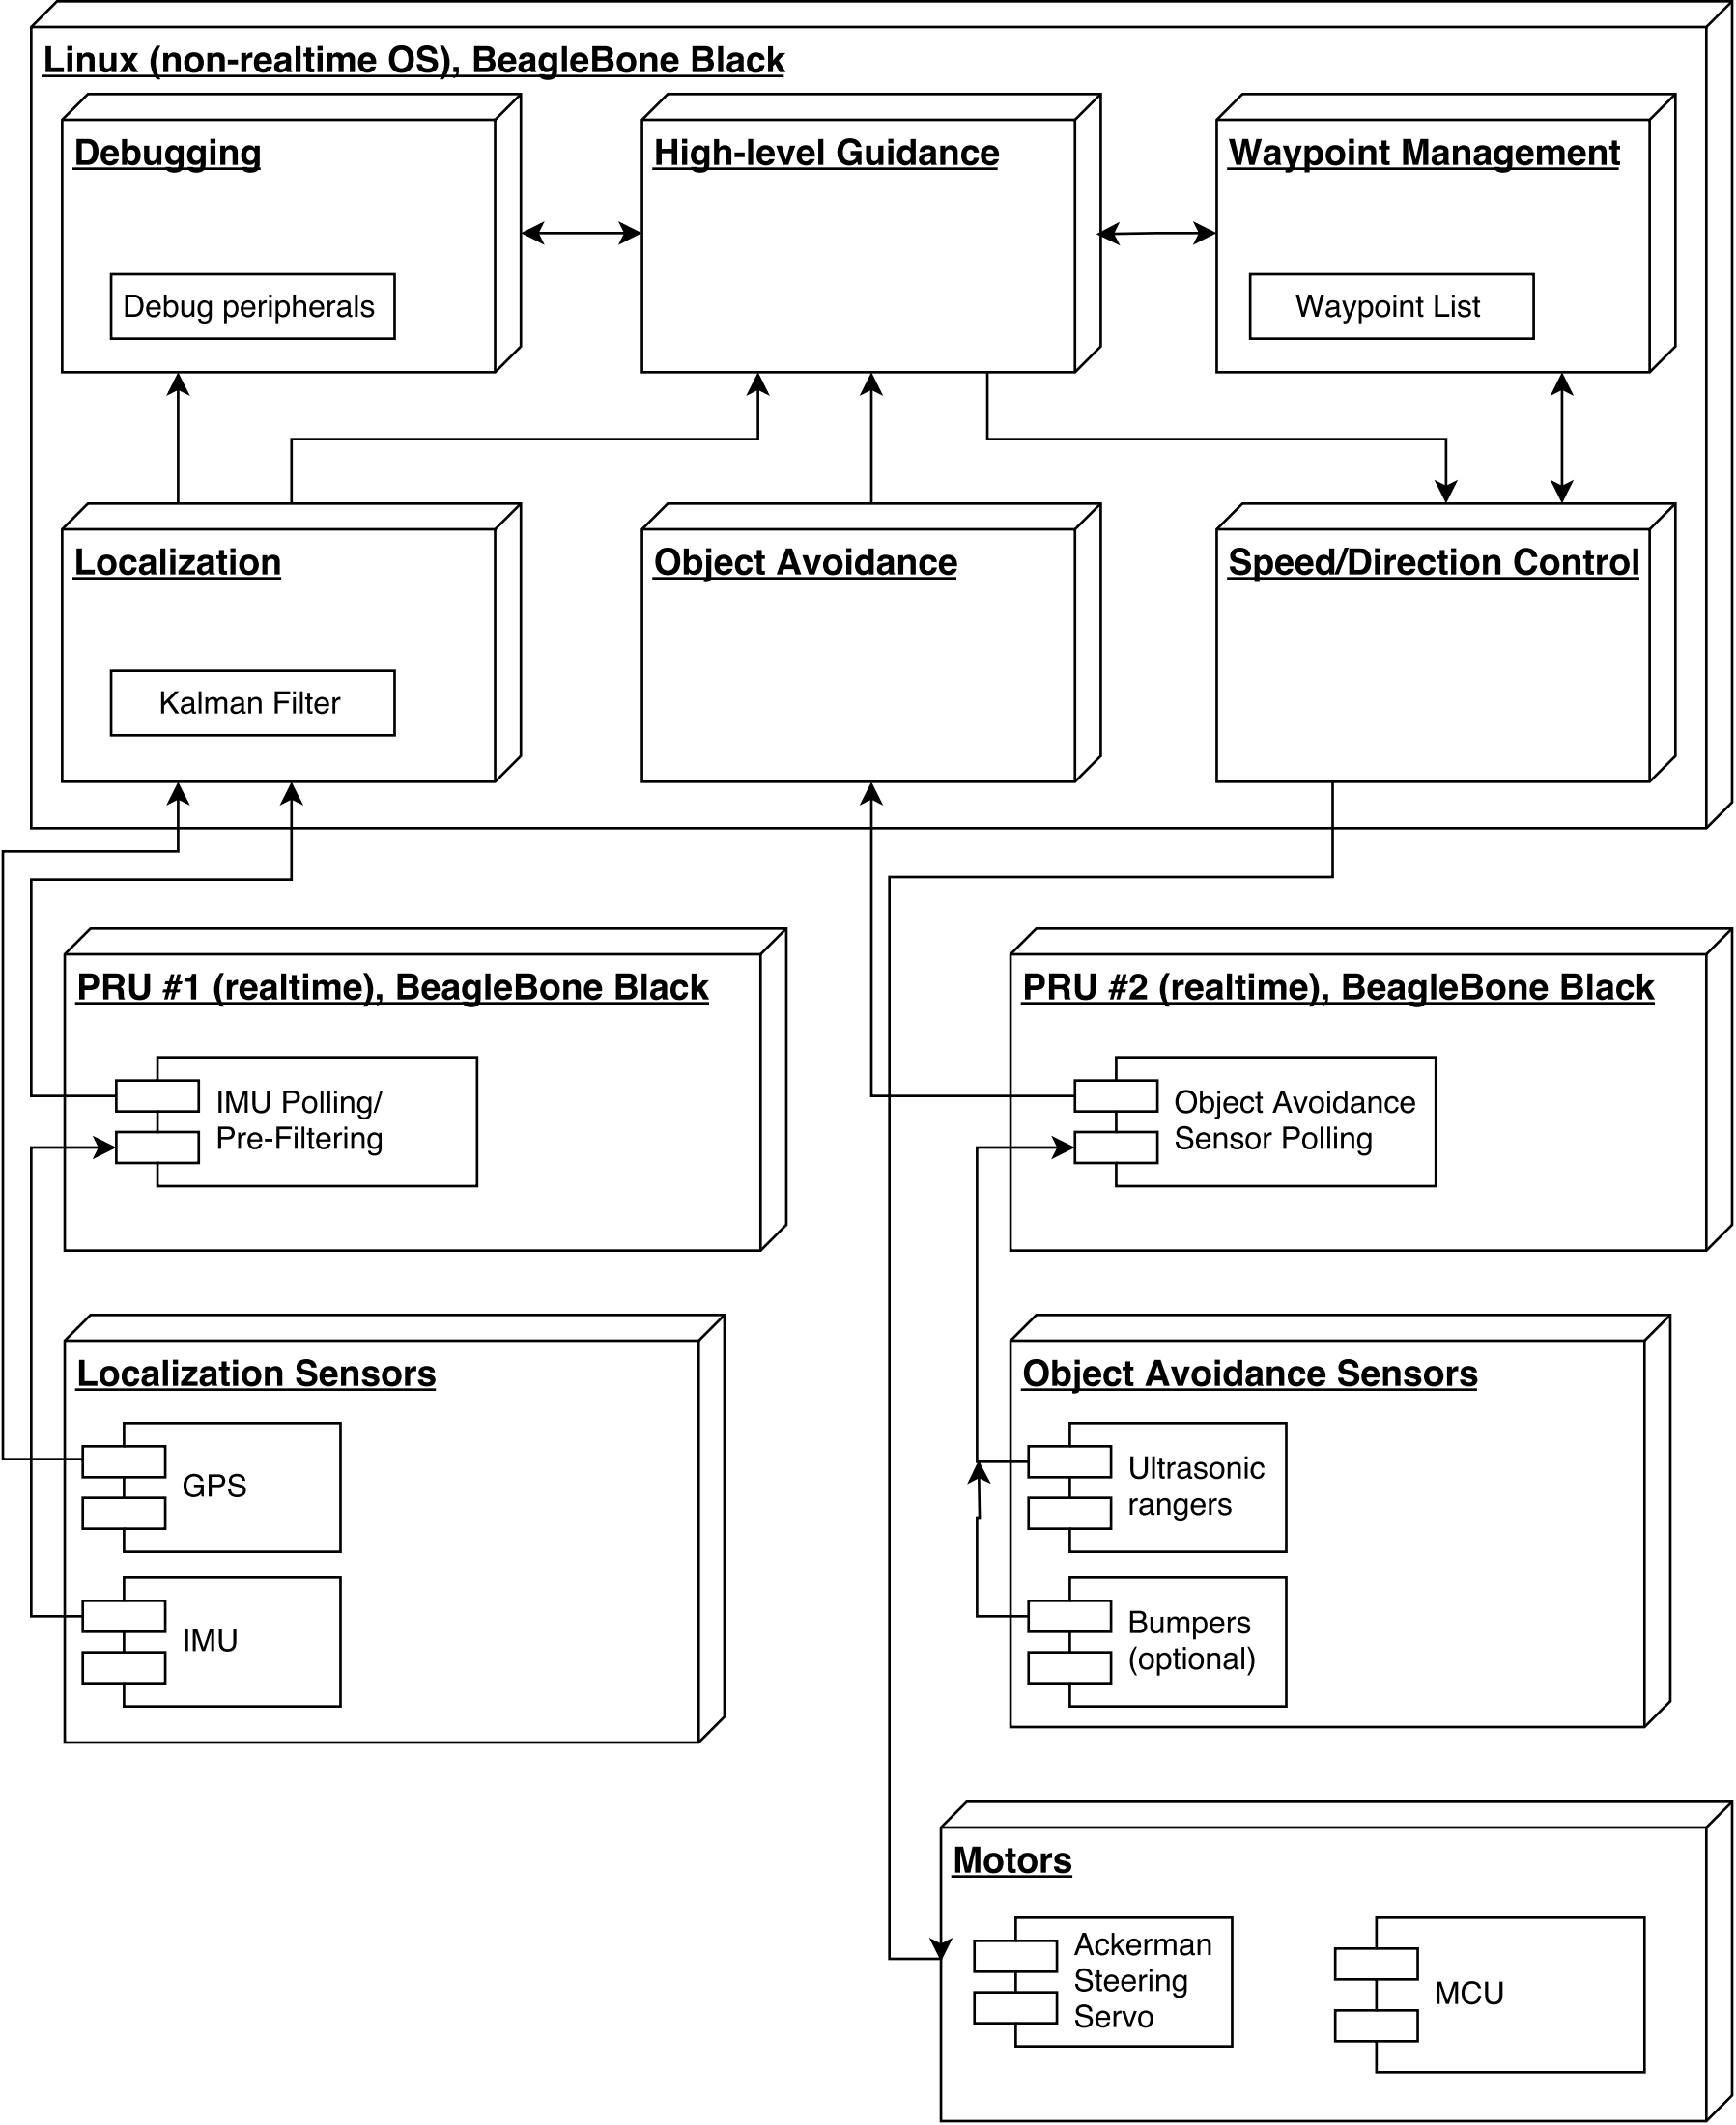 Linux (non-realtime OS), BeagleBone Black
Debugging
High-level Guidance
Waypoint Management
Debug peripherals
Waypoint List
Localization
Object Avoidance
Speed/Direction Control
Kalman Filter
PRU #1 (realtime), BeagleBone Black
PRU #2 (realtime), BeagleBone Black
IMU Polling/
Pre-Filtering
Object Avoidance
Sensor Polling
Localization Sensors
Object Avoidance Sensors
GPS
Ultrasonic
rangers
IMU
Bumpers
(optional)
Motors
Ackerman
Steering
Servo
MCU